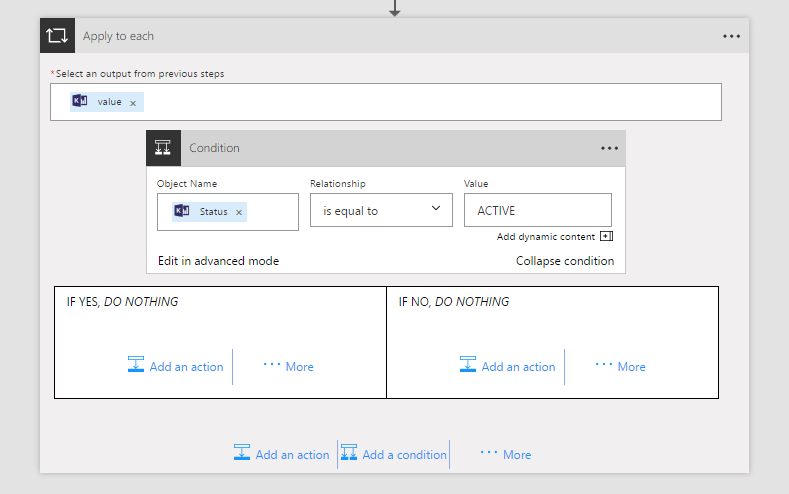 Apply to each
*Select an output from previous steps
value ×
Condition
Object Name Relationship Value
Status × is equal to ACTIVE
Add dynamic content
Edit in advanced mode Collapse condition
IF YES, DO NOTHING IF NO, DO NOTHING
Add an action ··· More Add an action ··· More
Add an action Add a condition ··· More